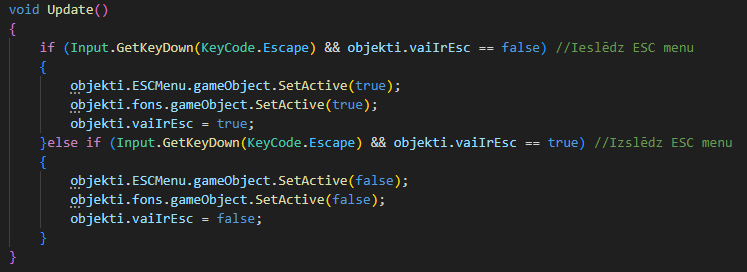 void Update()
{
if (Input.GetKeyDown(KeyCode.Escape) && objekti.vaiIrEsc == false) //Ieslēdz ESC menu
{
objekti.ESCMenu.gameObject.SetActive(true);
objekti.fons.gameObject.SetActive(true);
objekti.vaiIrEsc = true;
}else if (Input.GetKeyDown(KeyCode.Escape) && objekti.vaiIrEsc == true) //Izslēdz ESC menu
{
objekti.ESCMenu.gameObject.SetActive(false);
objekti.fons.gameObject.SetActive(false);
objekti.vaiIrEsc = false;
}
}